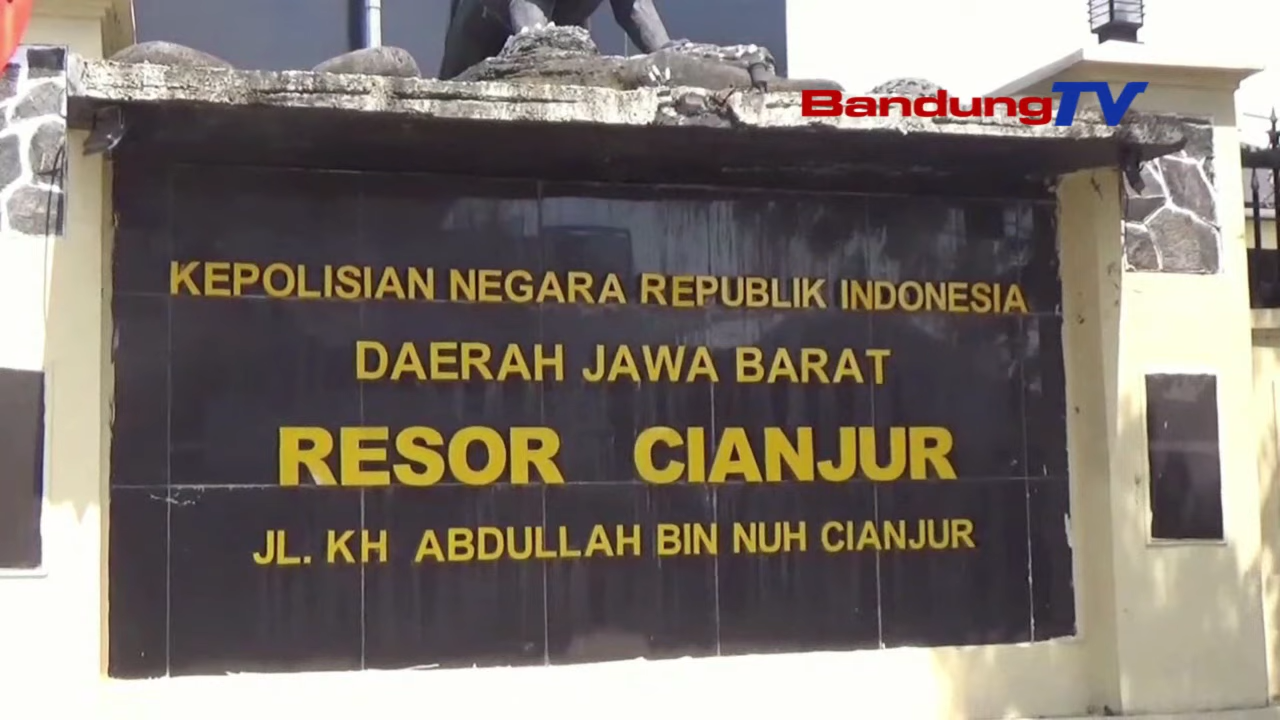 BandungTV
KEPOLISIAN NEGARA REPUBLIK INDONESIA
DAERAH JAWA BARAT
RESOR CIANJUR
JL. KH ABDULLAH BIN NUH CIANJUR